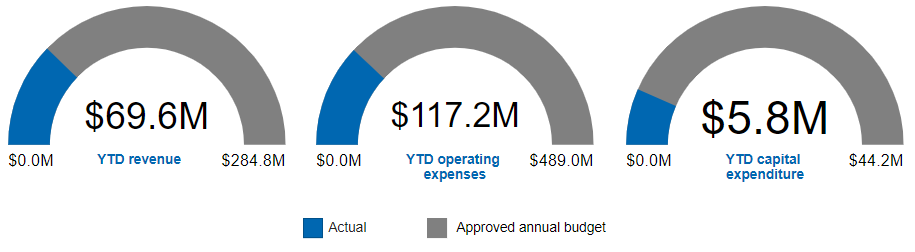 $69.6M
$0.0M YTD revenue $284.8M
$117.2M
$0.0M YTD operating $489.0M
expenses
$5.8M
$0.0M YTD capital $44.2M
expenditure
Actual Approved annual budget